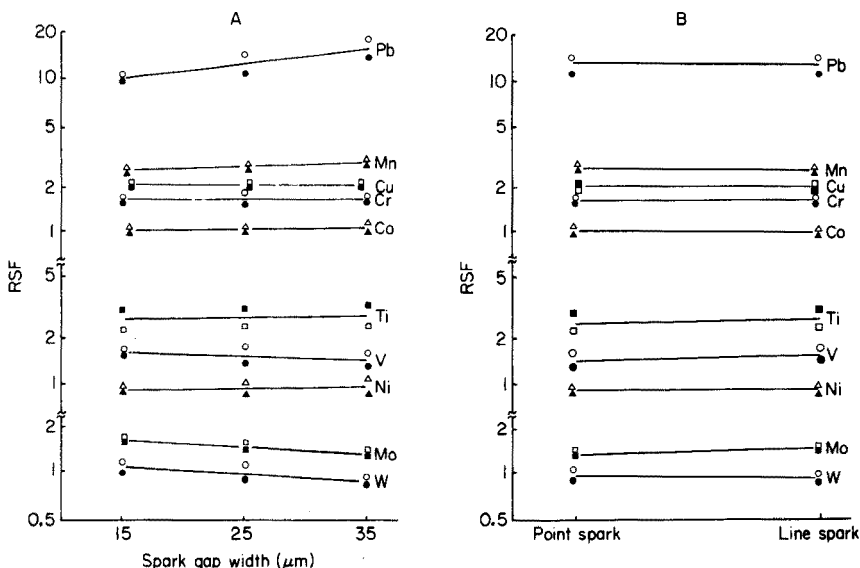 A
20
10
5
2
1
5
2
1
2
1
0.5
RSF
Pb
Mn
Cu
Cr
Co
Ti
V
Ni
Mo
W
15
25
35
Spark gap width (μm)
B
20
10
5
2
1
5
2
1
2
1
0.5
RSF
Pb
Mn
Cu
Cr
Co
Ti
V
Ni
Mo
W
Point spark
Line spark